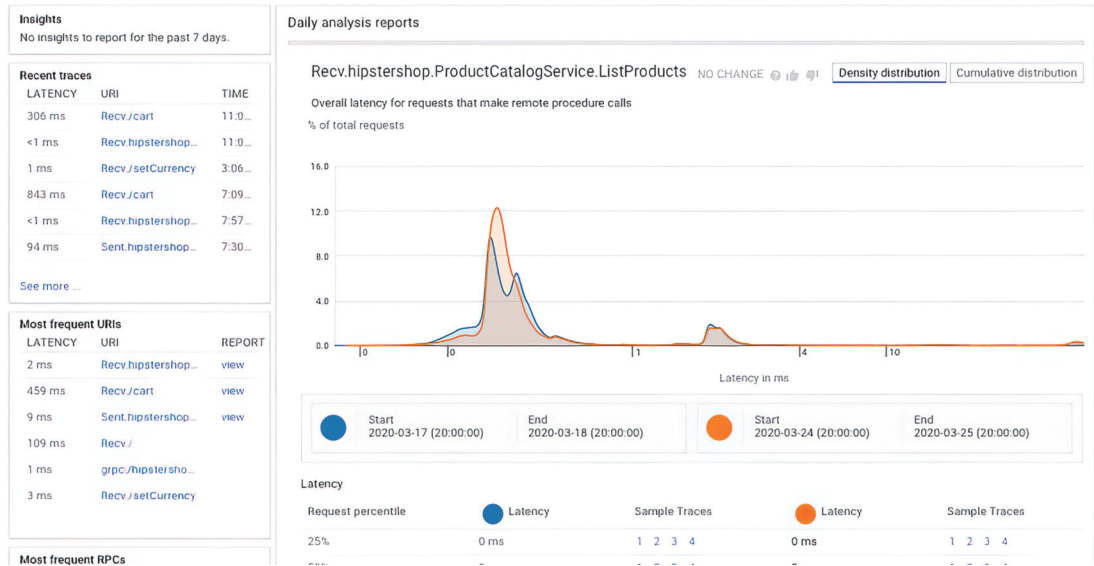 Insights
No insights to report for the past 7 days.
Recent traces
LATENCY URI TIME
306 ms Recv./cart 11:0...
<1 ms Recv.hipstershop... 11:0...
1 ms Recv./setCurrency 3:06...
843 ms Recv./cart 7:09...
<1 ms Recv.hipstershop... 7:57...
94 ms Sent.hipstershop... 7:30...
See more ...
Most frequent URIs
LATENCY URI REPORT
2 ms Recv.hipstershop... view
459 ms Recv./cart view
9 ms Sent.hipstershop... view
109 ms Recv./
1 ms grpc:/hipstersho...
3 ms Recv./setCurrency
Most frequent RPCs
Daily analysis reports
Recv.hipstershop.ProductCatalogService.ListProducts NO CHANGE Density distribution Cumulative distribution
Overall latency for requests that make remote procedure calls
% of total requests
16.0
12.0
8.0
4.0
0.0
0 0 1 4 10
Latency in ms
Start End Start End
2020-03-17 (20:00:00) 2020-03-18 (20:00:00) 2020-03-24 (20:00:00) 2020-03-25 (20:00:00)
Latency
Request percentile Latency Sample Traces Latency Sample Traces
25% 0 ms 1 2 3 4 0 ms 1 2 3 4